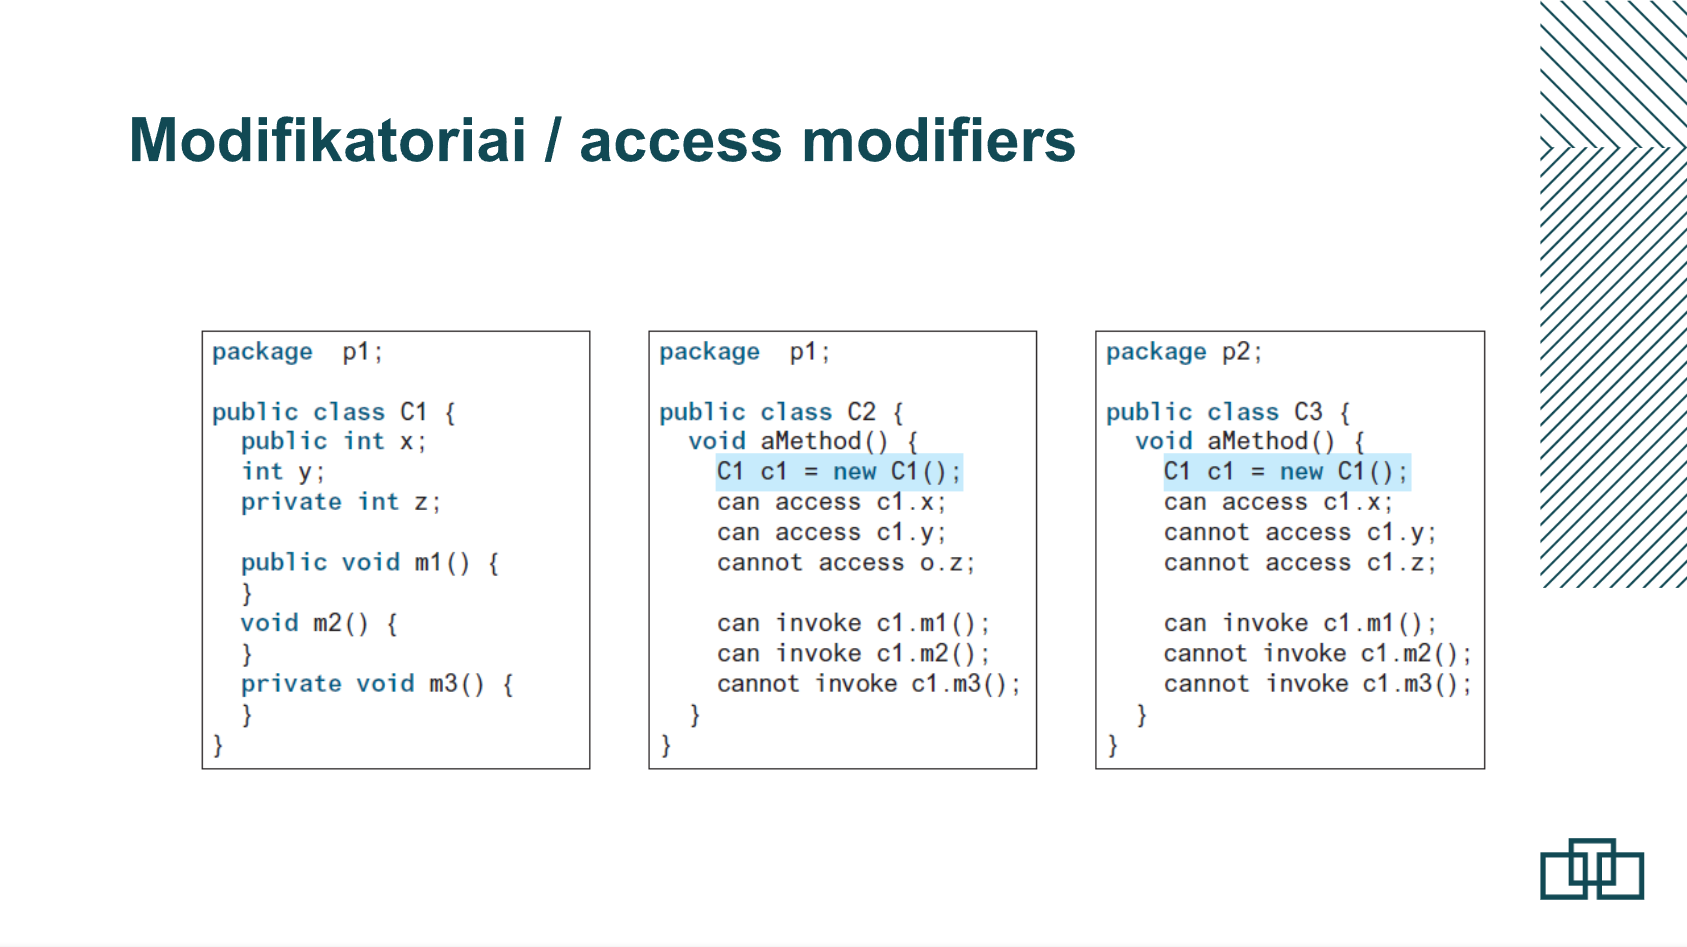 Modifikatoriai / access modifiers
package  p1;
public class C1 {
public int x;
int y;
private int z;
public void m1() {
}
void m2() {
}
private void m3() {
}
}
package  p1;
public class C2 {
void aMethod() {
C1 c1 = new C1();
can access c1.x;
can access c1.y;
cannot access o.z;
can invoke c1.m1();
can invoke c1.m2();
cannot invoke c1.m3();
}
}
package p2;
public class C3 {
void aMethod() {
C1 c1 = new C1();
can access c1.x;
cannot access c1.y;
cannot access c1.z;
can invoke c1.m1();
cannot invoke c1.m2();
cannot invoke c1.m3();
}
}